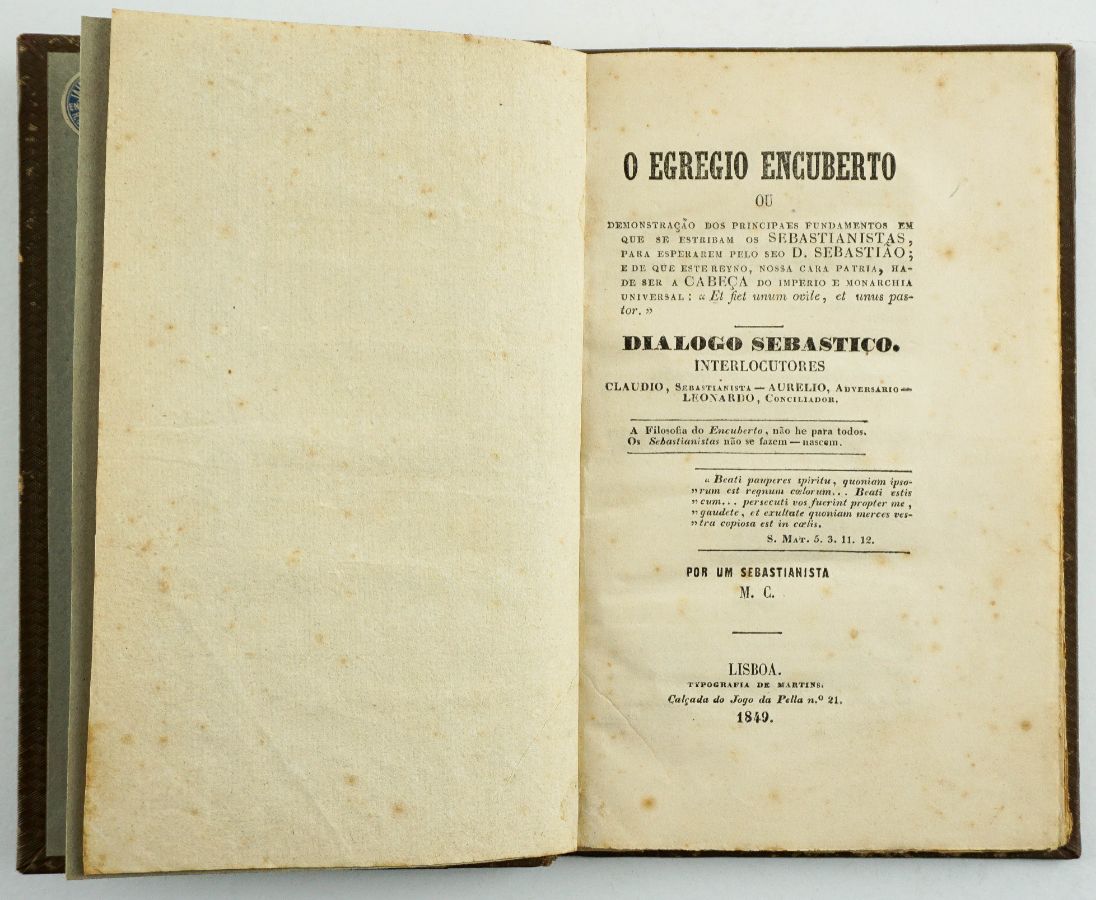 O EGREGIO ENCUBERTO
OU
DEMONSTRAÇÃO DOS PRINCIPAES FUNDAMENTOS EM
QUE SE ESTRIBAM OS SEBASTIANISTAS,
PARA ESPERAREM PELO SEO D. SEBASTIÃO;
E DE QUE ESTE REYNO, NOSSA CARA PATRIA, HA-
DE SER A CABEÇA DO IMPERIO E MONARCHIA
UNIVERSAL: « Et fiet unum ovile, et unus pas-
tor. »
DIALOGO SEBASTICO.
INTERLOCUTORES
CLAUDIO, SEBASTIANISTA — AURELIO, ADVERSARIO —
LEONARDO, CONCILIADOR.
A Filosofia do Encuberto, não he para todos.
Os Sebastianistas não se fazem — nascem.
« Beati pauperes spiritu, quoniam ipso-
» rum est regnum cœlorum... Beati estis
» cum... persecuti vos fuerint propter me,
» gaudete, et exultate quoniam merces ves-
» tra copiosa est in cœlis.
S. MAT. 5. 3. 11. 12.
POR UM SEBASTIANISTA
M. C.
LISBOA.
TYPOGRAFIA DE MARTINS.
Calçada do Jogo da Pella n.º 21.
1849.